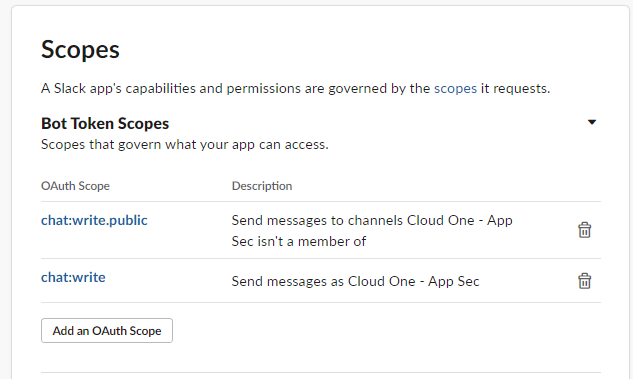 Scopes
A Slack app's capabilities and permissions are governed by the scopes it requests.
Bot Token Scopes
Scopes that govern what your app can access.
OAuth Scope Description
chat:write.public Send messages to channels Cloud One - App
Sec isn't a member of
chat:write Send messages as Cloud One - App Sec
Add an OAuth Scope